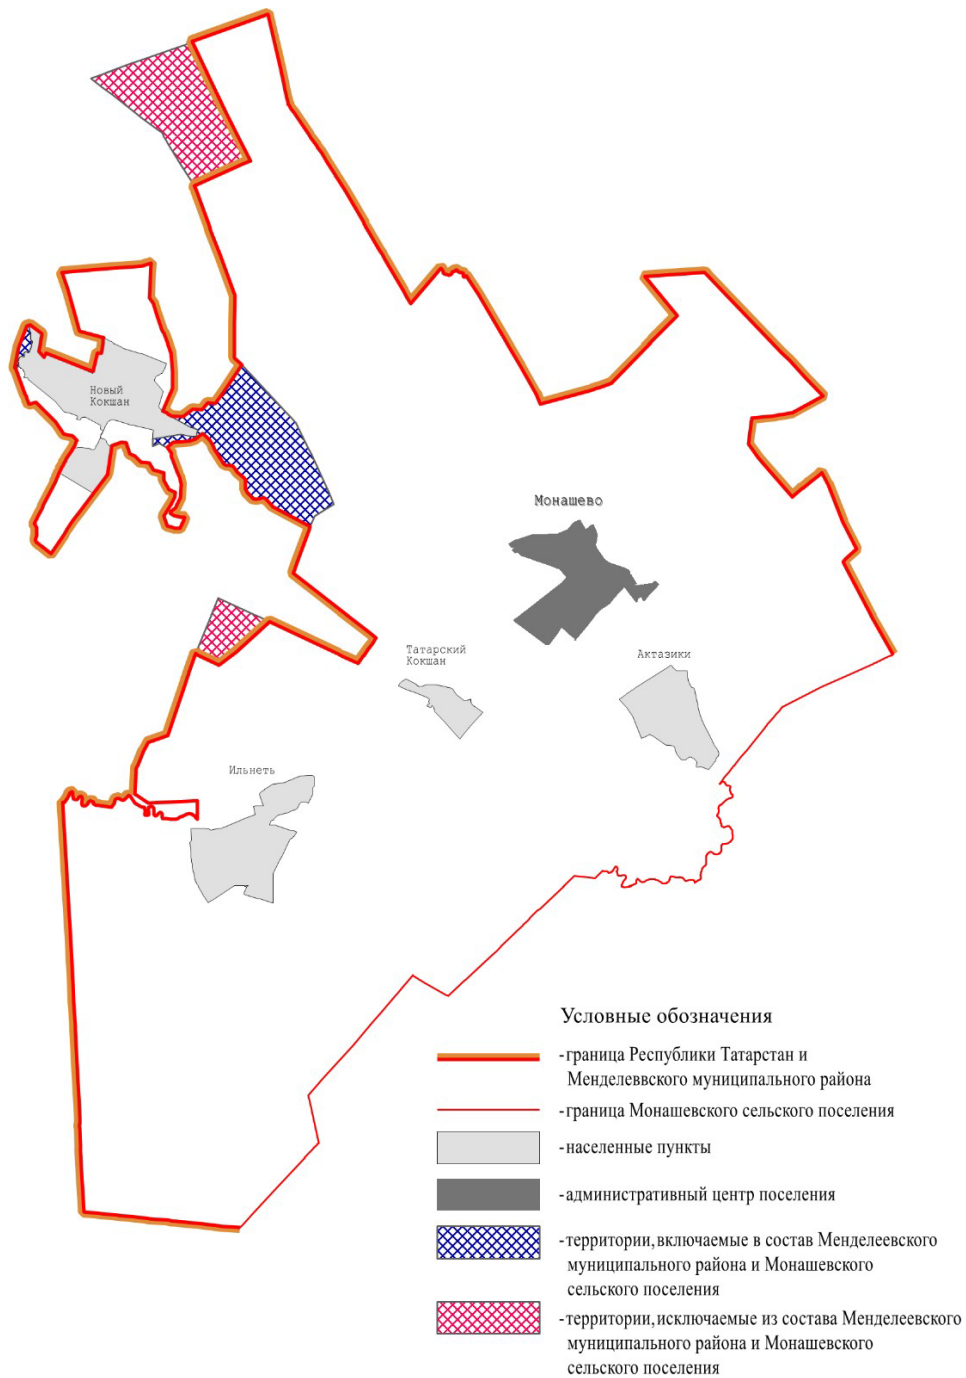 Новый
Кокшан
Монашево
Татарский
Кокшан
Актазики
Ильнеть
Условные обозначения
-граница Республики Татарстан и
Менделеввского муниципального района
-граница Монашевского сельского поселения
-населенные пункты
-административный центр поселения
-территории,включаемые в состав Менделеевского
муниципального района и Монашевского
сельского поселения
-территории,исключаемые из состава Менделеевского
муниципального района и Монашевского
сельского поселения